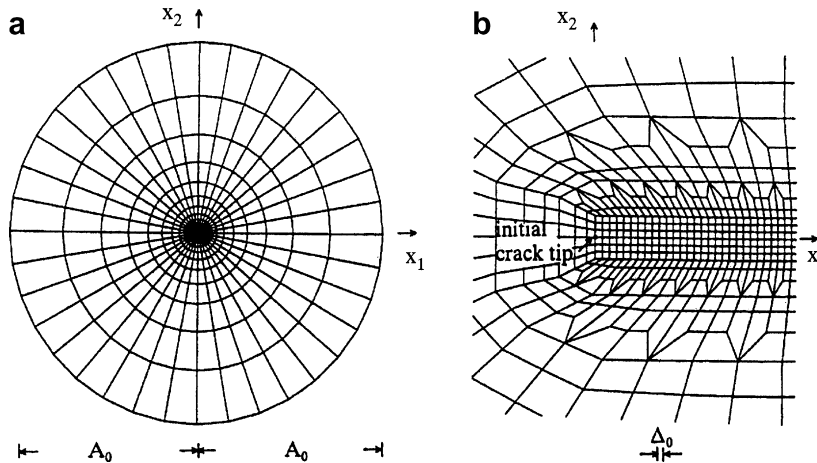 a
x₂
x₁
A₀
A₀
b
x₂
initial
crack tip
x
Δ₀